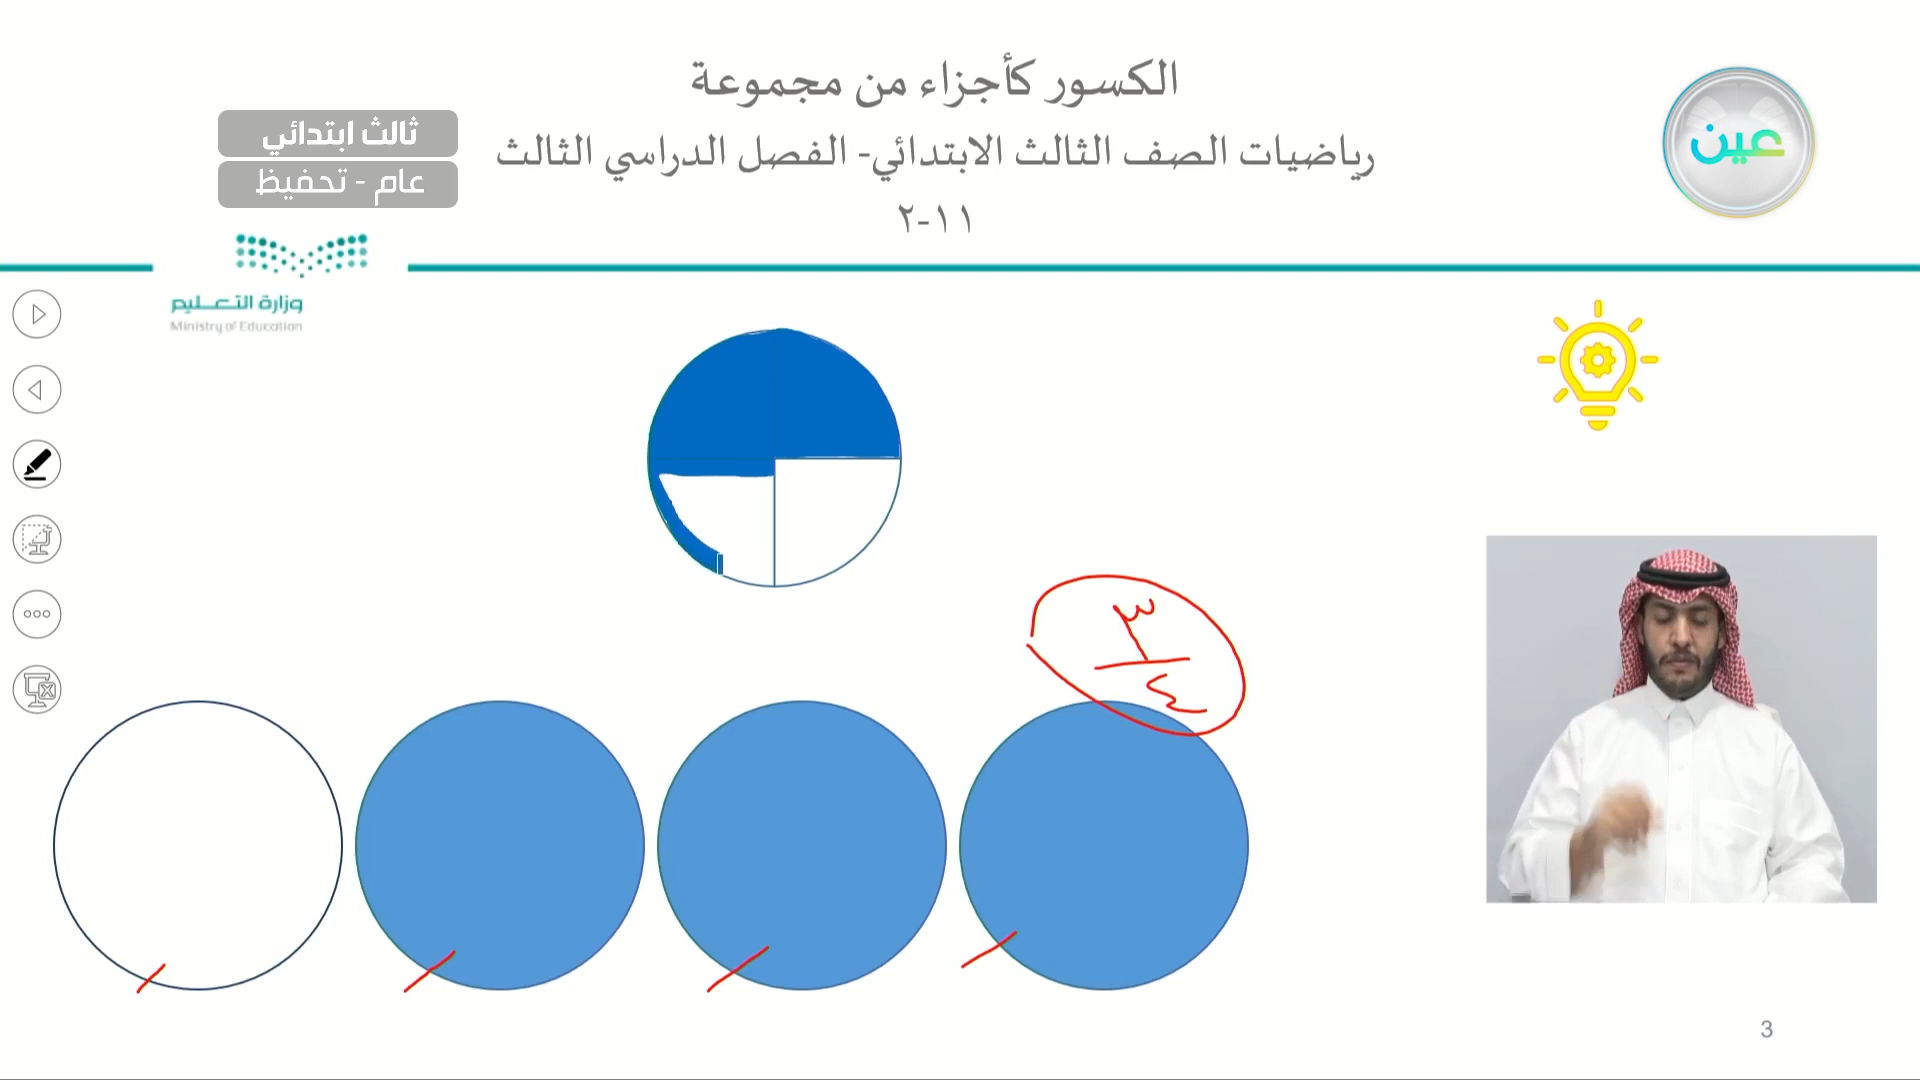 الكسور كأجزاء من مجموعة
رياضيات الصف الثالث الابتدائي- الفصل الدراسي الثالث
١١-٢
ثالث ابتدائي
عام - تحفيظ
عين
وزارة التعليم
Ministry of Education
٣
٤
3